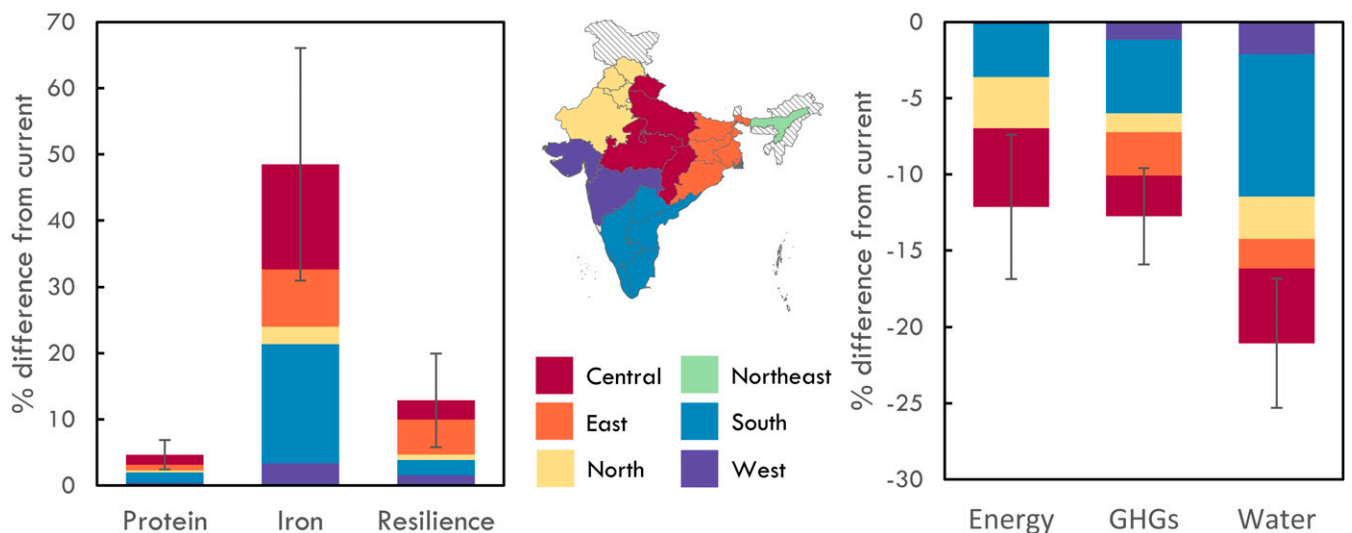 % difference from current
70
60
50
40
30
20
10
0
Protein Iron Resilience
Central Northeast
East South
North West
% difference from current
0
-5
-10
-15
-20
-25
-30
Energy GHGs Water